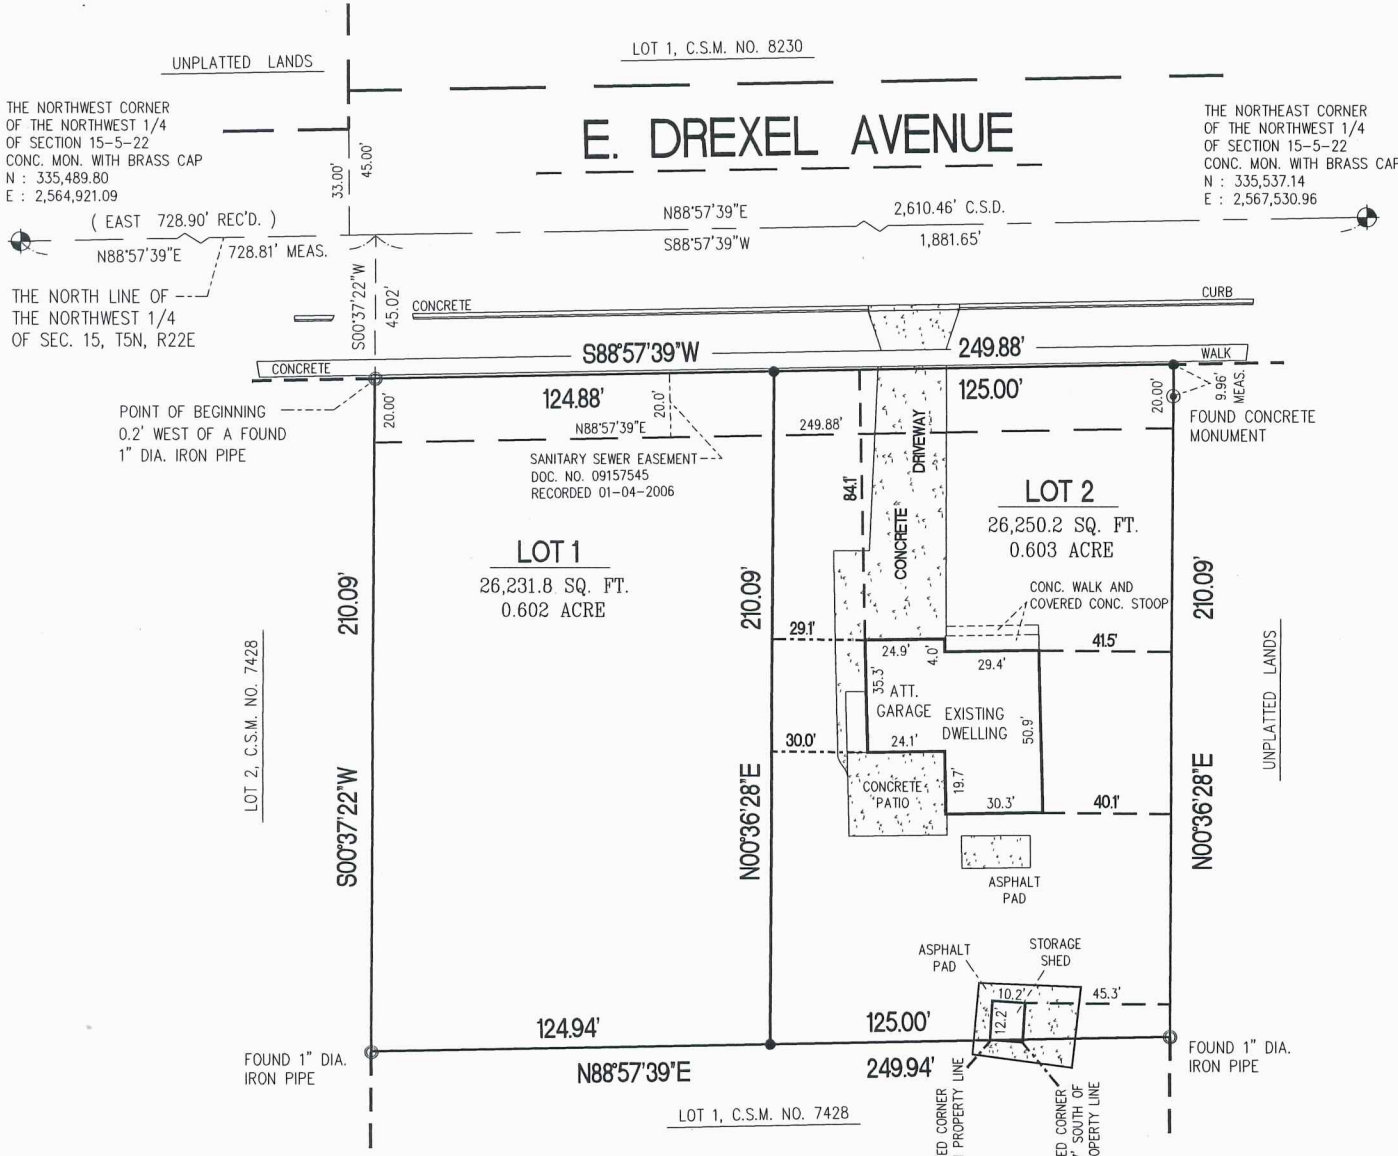 LOT 1, C.S.M. NO. 8230
UNPLATTED LANDS
E. DREXEL AVENUE
THE NORTHWEST CORNER
OF THE NORTHWEST 1/4
OF SECTION 15-5-22
CONC. MON. WITH BRASS CAP
N : 335,489.80
E : 2,564,921.09
THE NORTHEAST CORNER
OF THE NORTHWEST 1/4
OF SECTION 15-5-22
CONC. MON. WITH BRASS CAP
N : 335,537.14
E : 2,567,530.96
33.00'
45.00'
( EAST 728.90' REC'D. )
N88°57'39"E
728.81' MEAS.
N88°57'39"E
2,610.46' C.S.D.
S88°57'39"W
1,881.65'
THE NORTH LINE OF
THE NORTHWEST 1/4
OF SEC. 15, T5N, R22E
S00°37'22"W
45.02'
CONCRETE
CURB
CONCRETE
S88°57'39"W
249.88'
WALK
POINT OF BEGINNING
0.2' WEST OF A FOUND
1" DIA. IRON PIPE
20.00'
124.88'
20.0'
125.00'
20.00'
9.96'
MEAS.
FOUND CONCRETE
MONUMENT
N88°57'39"E
249.88'
SANITARY SEWER EASEMENT
DOC. NO. 09157545
RECORDED 01-04-2006
84.1'
CONCRETE DRIVEWAY
LOT 1
26,231.8 SQ. FT.
0.602 ACRE
LOT 2
26,250.2 SQ. FT.
0.603 ACRE
CONC. WALK AND
COVERED CONC. STOOP
210.09'
210.09'
210.09'
29.1'
24.9'
4.0'
29.4'
41.5'
35.3'
ATT.
GARAGE
EXISTING
DWELLING
50.9'
30.0'
24.1'
19.7'
30.3'
40.1'
CONCRETE
PATIO
LOT 2, C.S.M. NO. 7428
UNPLATTED LANDS
S00°37'22"W
N00°36'28"E
N00°36'28"E
ASPHALT
PAD
ASPHALT
PAD
STORAGE
SHED
10.2'
12.2'
45.3'
124.94'
125.00'
FOUND 1" DIA.
IRON PIPE
N88°57'39"E
249.94'
FOUND 1" DIA.
IRON PIPE
LOT 1, C.S.M. NO. 7428
CORNER
PROPERTY LINE
CORNER
SOUTH OF